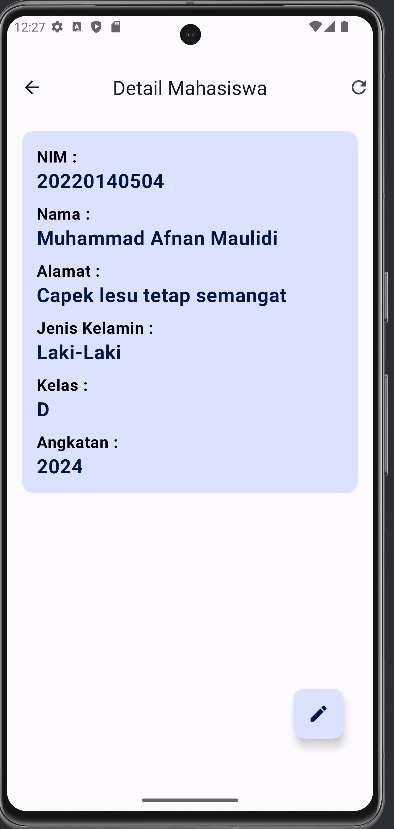 12:27
Detail Mahasiswa
NIM :
20220140504
Nama :
Muhammad Afnan Maulidi
Alamat :
Capek lesu tetap semangat
Jenis Kelamin :
Laki-Laki
Kelas :
D
Angkatan :
2024